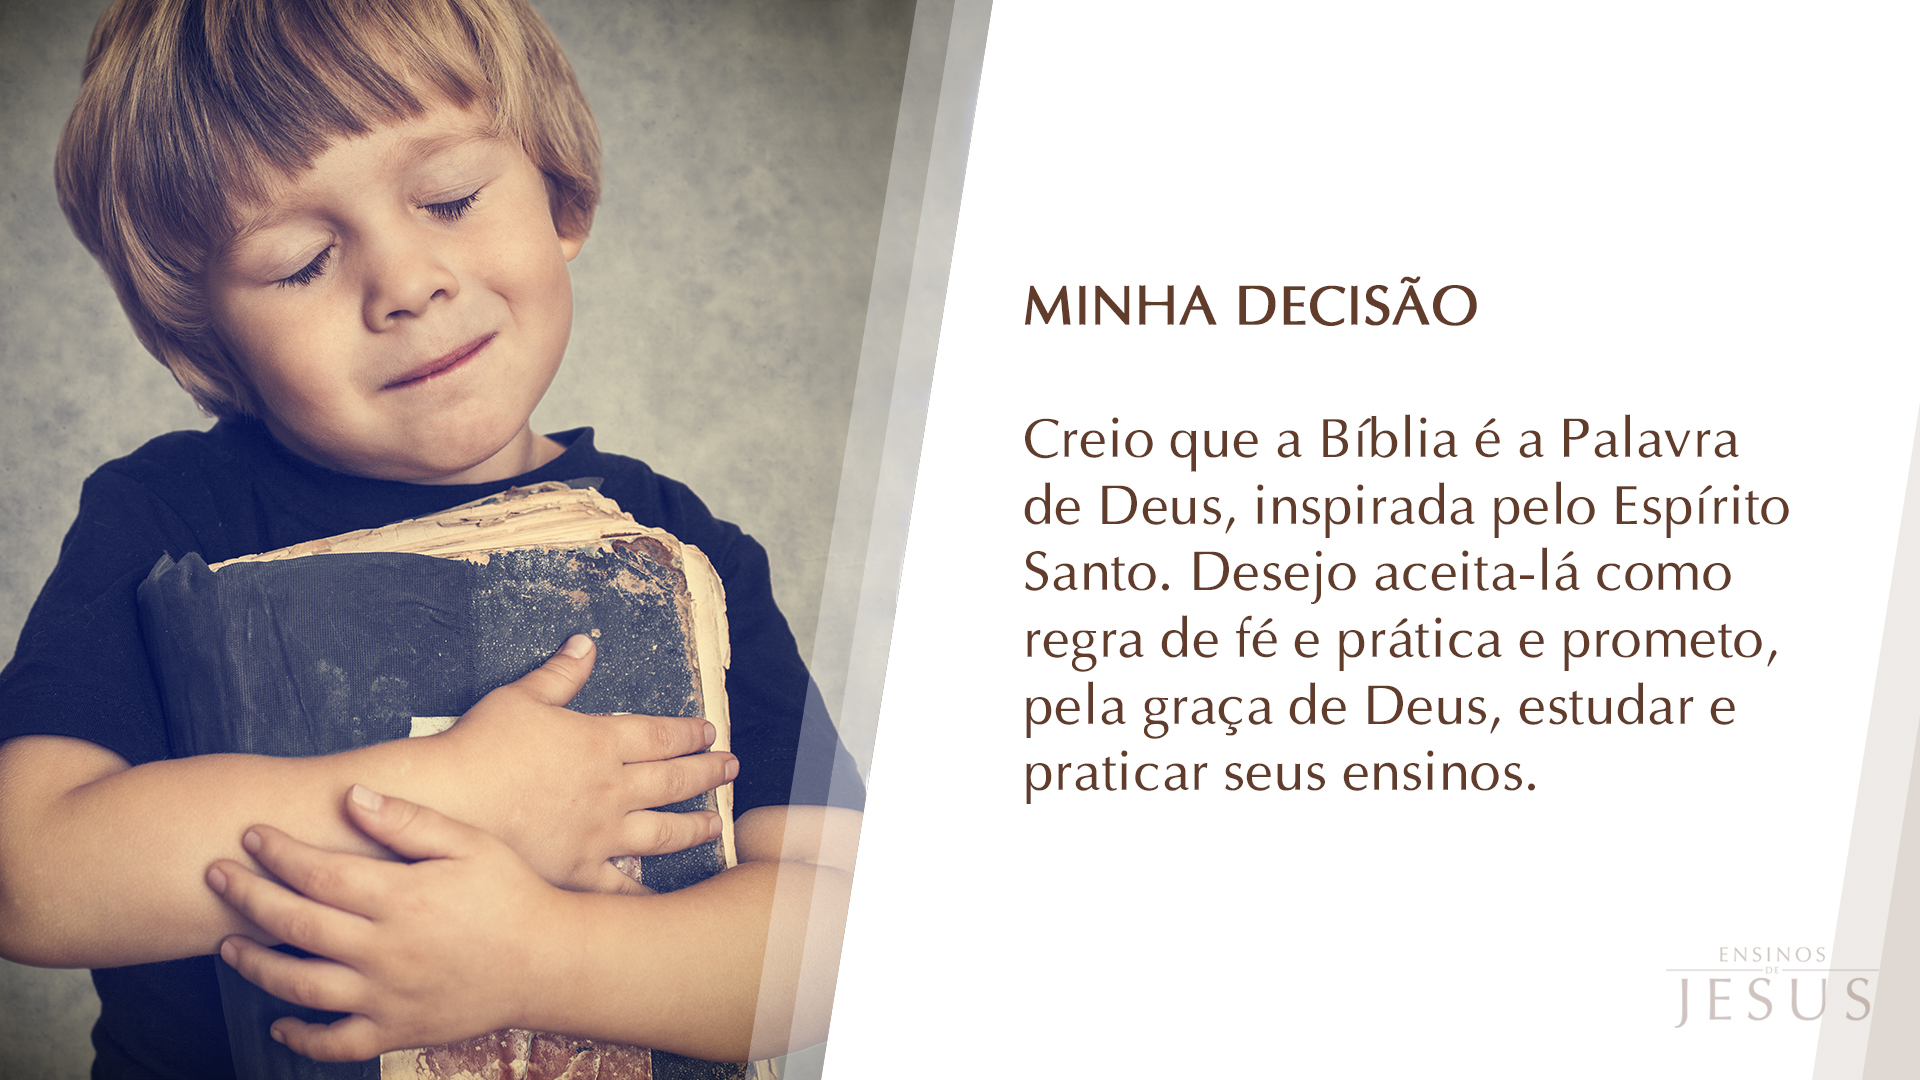 MINHA DECISÃO
Creio que a Bíblia é a Palavra
de Deus, inspirada pelo Espírito
Santo. Desejo aceita-lá como
regra de fé e prática e prometo,
pela graça de Deus, estudar e
praticar seus ensinos.
ENSINOS
DE
JESUS